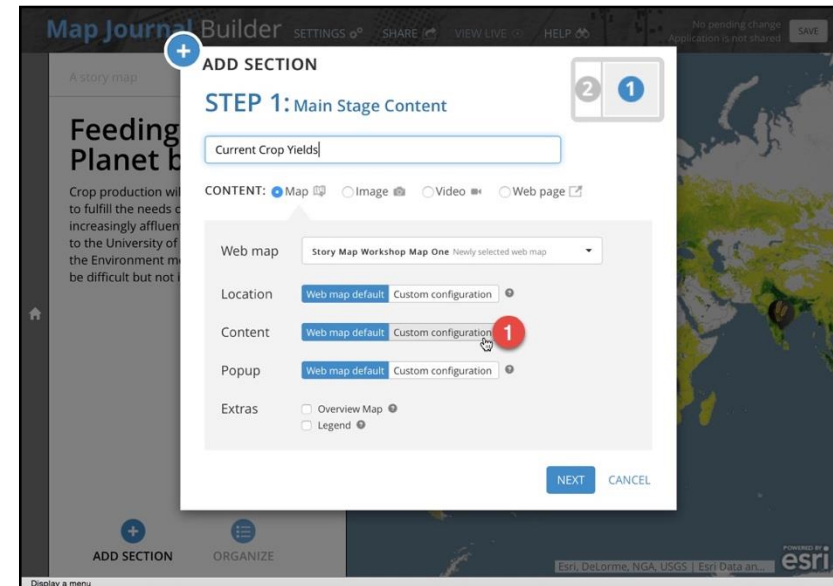 Map Journal Builder SETTINGS SHARE VIEW LIVE HELP
No pending change
Application is not shared
SAVE
A story map
ADD SECTION
STEP 1: Main Stage Content
2 1
Feeding
Planet b
Crop production wil
to fulfill the needs o
increasingly affluen
to the University of
the Environment m
be difficult but not i
Current Crop Yields
CONTENT: Map Image Video Web page
Web map Story Map Workshop Map One Newly selected web map
Location Web map default Custom configuration
Content Web map default Custom configuration 1
Popup Web map default Custom configuration
Extras Overview Map
Legend
NEXT CANCEL
ADD SECTION ORGANIZE
Esri, DeLorme, NGA, USGS | Esri Data an...
POWERED BY
esri
Display a menu